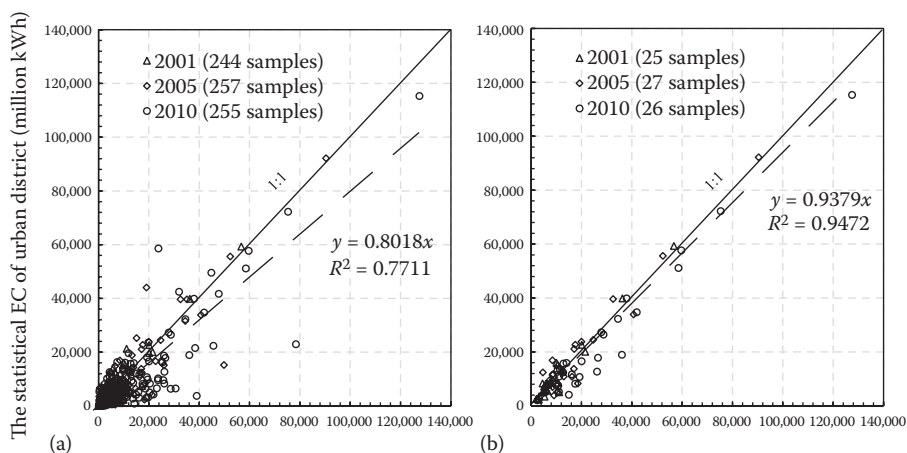 The statistical EC of urban district (million kWh)
140,000
120,000
100,000
80,000
60,000
40,000
20,000
0
2001 (244 samples)
2005 (257 samples)
2010 (255 samples)
1:1
y = 0.8018x
R² = 0.7711
0 20,000 40,000 60,000 80,000 100,000 120,000 140,000
(a)
140,000
120,000
100,000
80,000
60,000
40,000
20,000
0
2001 (25 samples)
2005 (27 samples)
2010 (26 samples)
1:1
y = 0.9379x
R² = 0.9472
0 20,000 40,000 60,000 80,000 100,000 120,000 140,000
(b)